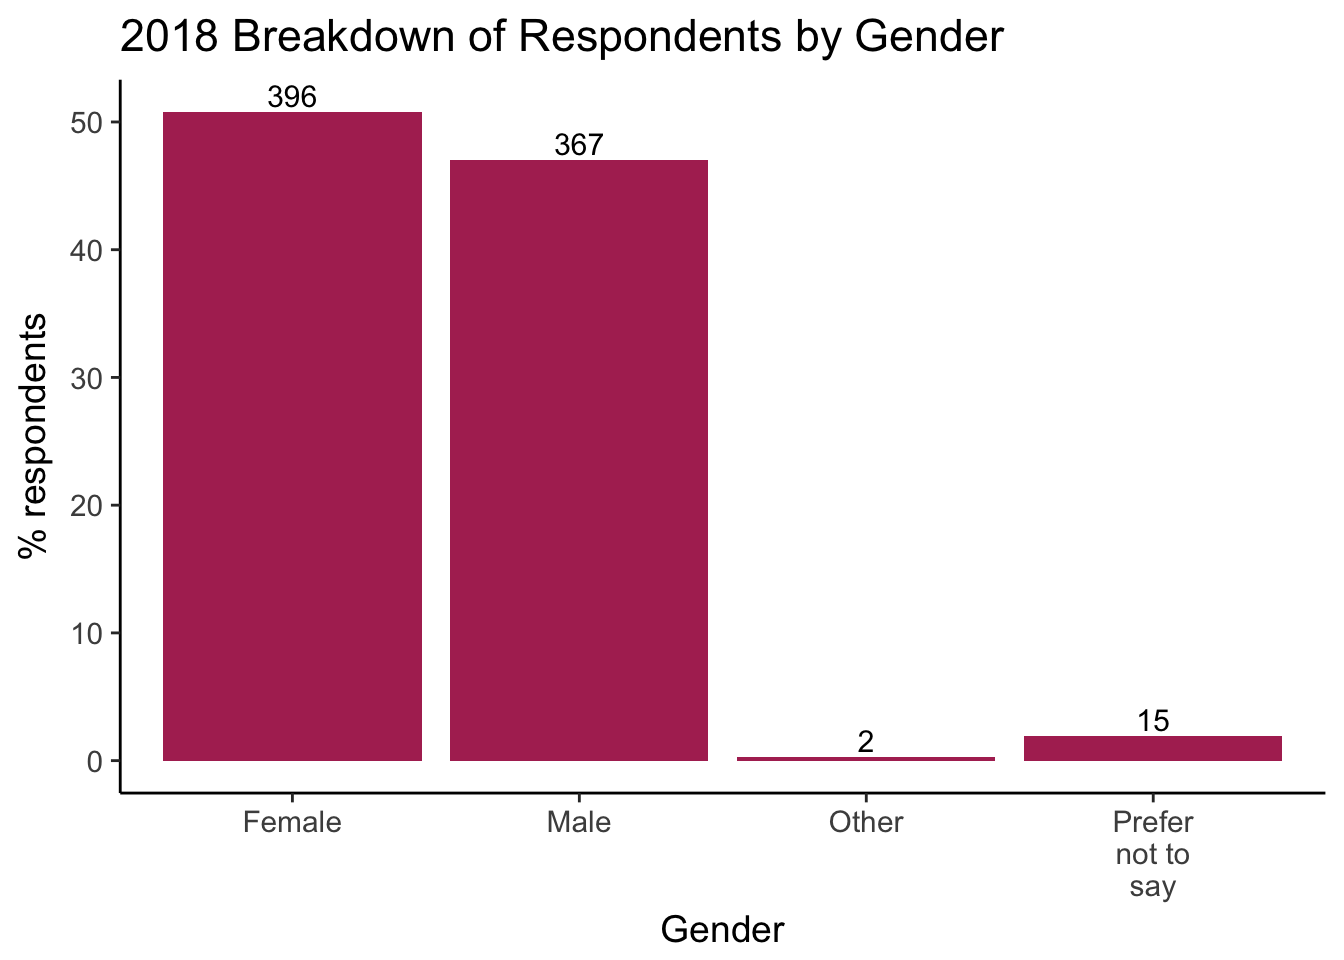 2018 Breakdown of Respondents by Gender
% respondents
50
40
30
20
10
0
396
367
2
15
Female
Male
Other
Prefer
not to
say
Gender